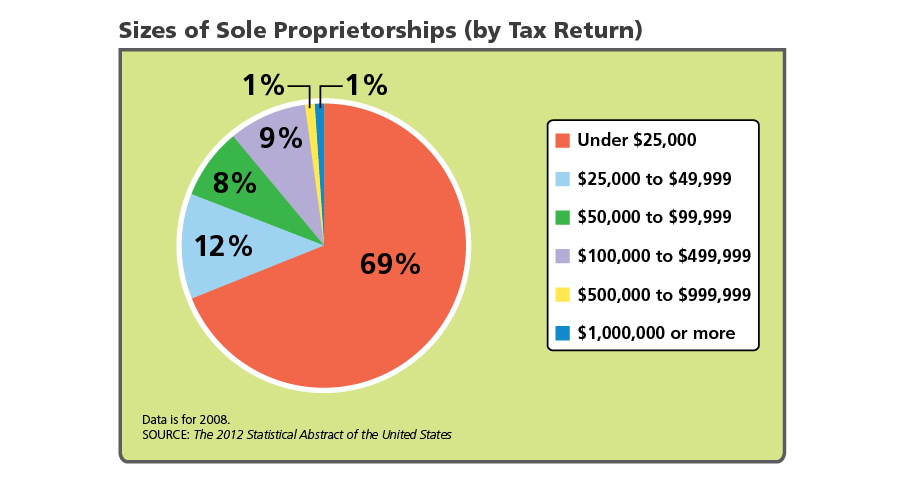 Sizes of Sole Proprietorships (by Tax Return)
1%
1%
9%
8%
12%
69%
Under $25,000
$25,000 to $49,999
$50,000 to $99,999
$100,000 to $499,999
$500,000 to $999,999
$1,000,000 or more
Data is for 2008.
SOURCE: The 2012 Statistical Abstract of the United States